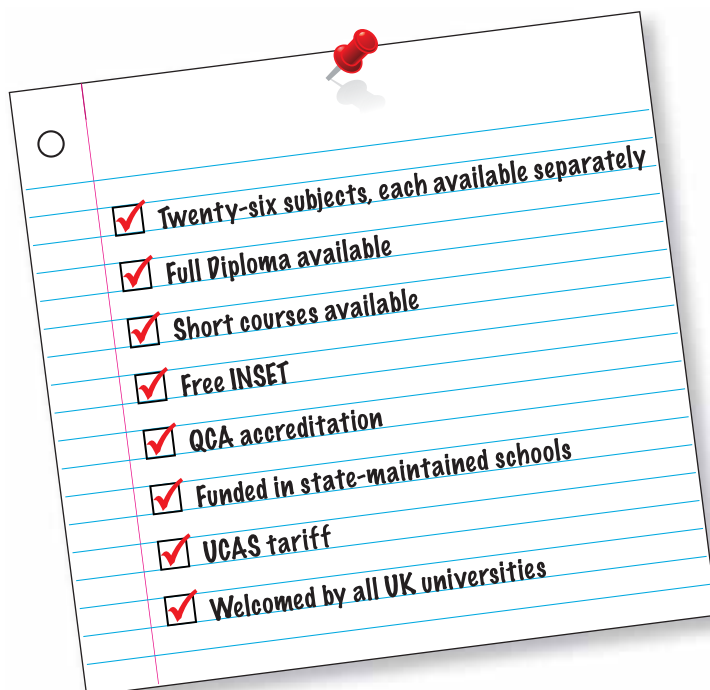 Twenty-six subjects, each available separately
Full Diploma available
Short courses available
Free INSET
QCA accreditation
Funded in state-maintained schools
UCAS tariff
Welcomed by all UK universities